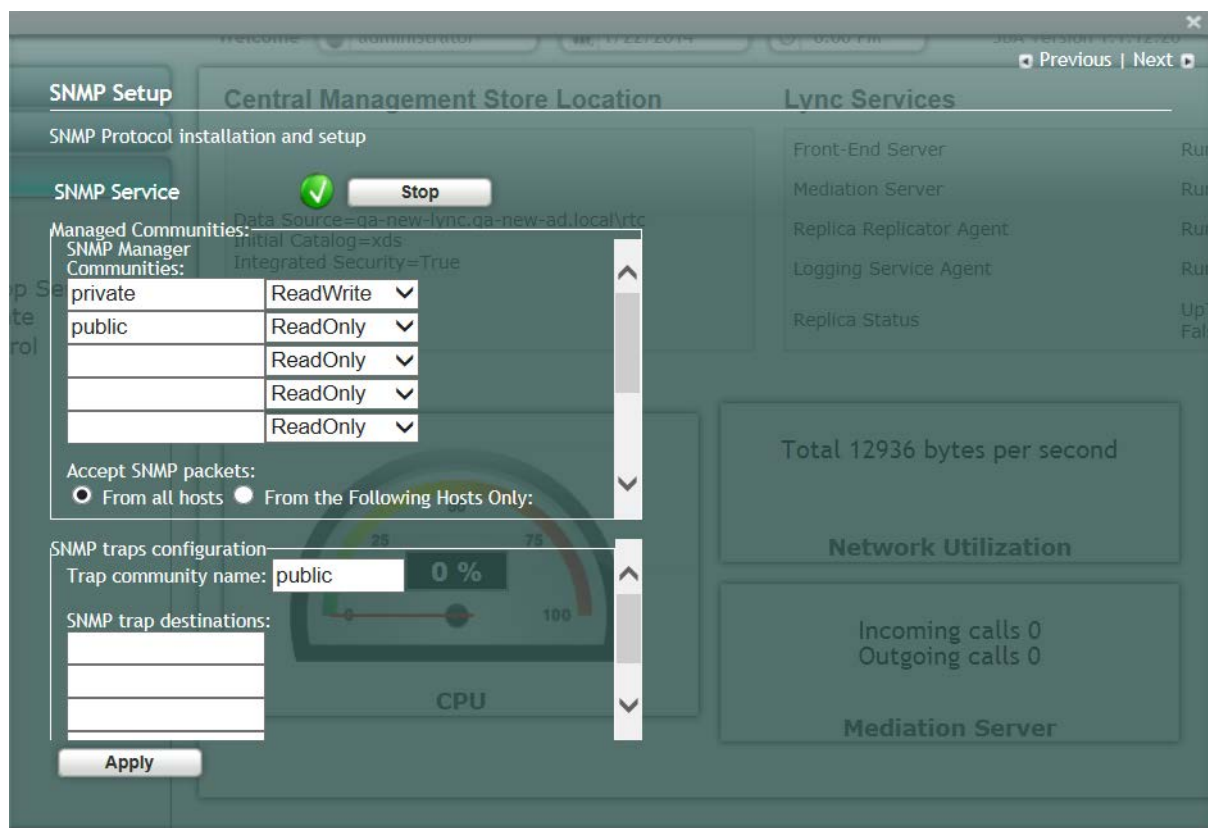 administrator
1/22/2014
Previous | Next
SNMP Setup
Central Management Store Location
Lync Services
SNMP Protocol installation and setup
Front-End Server
SNMP Service
Stop
Mediation Server
Data Source=qa-new-lync.qa-new-ad.local\rtc
Managed Communities:
Initial Catalog=xds
Replica Replicator Agent
SNMP Manager
Communities:
Integrated Security=True
Logging Service Agent
private ReadWrite
public ReadOnly
Replica Status
ReadOnly
ReadOnly
ReadOnly
Total 12936 bytes per second
Accept SNMP packets:
From all hosts From the Following Hosts Only:
25 75
SNMP traps configuration
Network Utilization
Trap community name: public
0 %
0 100
SNMP trap destinations:
Incoming calls 0
Outgoing calls 0
CPU
Mediation Server
Apply